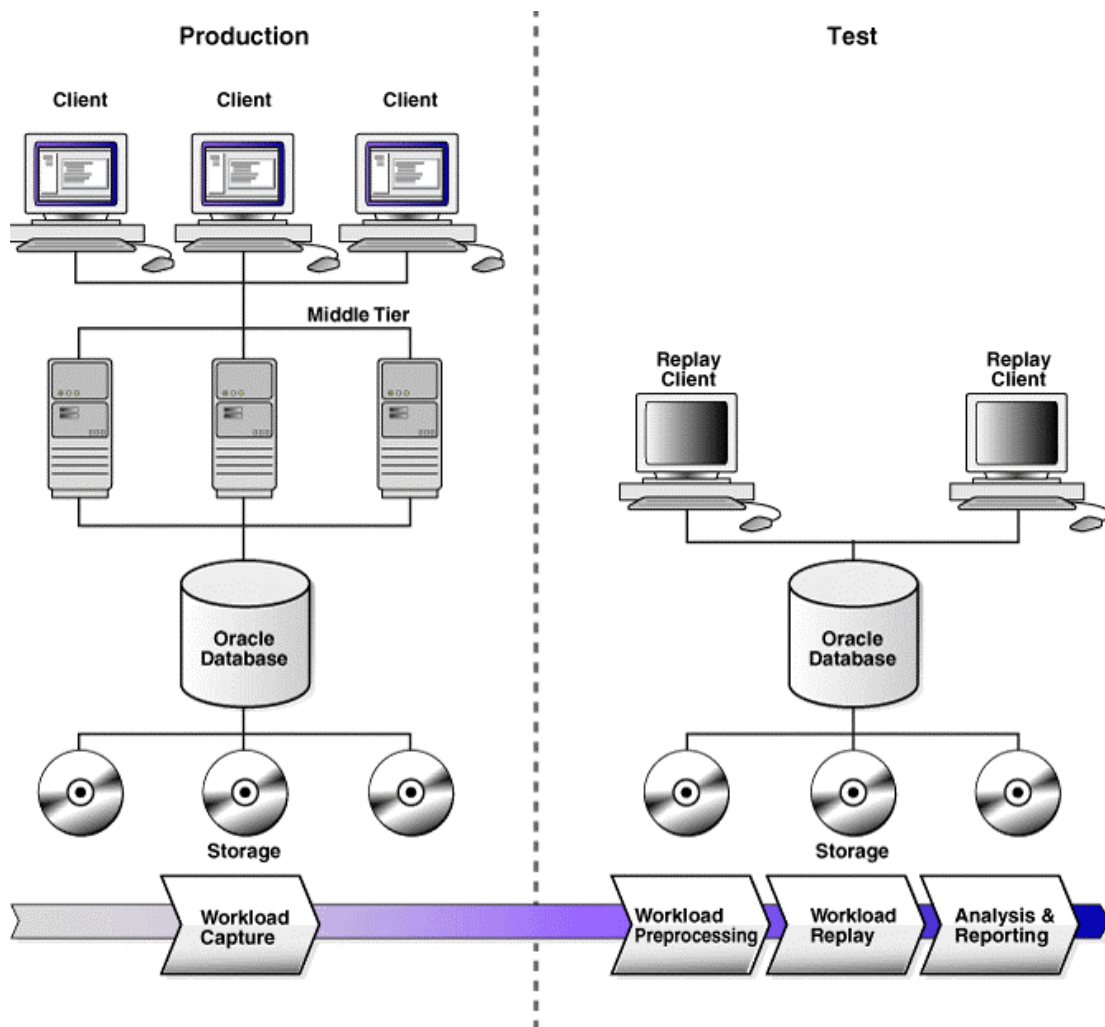 Production
Test
Client
Client
Client
Middle Tier
Replay
Client
Replay
Client
Oracle
Database
Oracle
Database
Storage
Storage
Workload
Capture
Workload
Preprocessing
Workload
Replay
Analysis &
Reporting